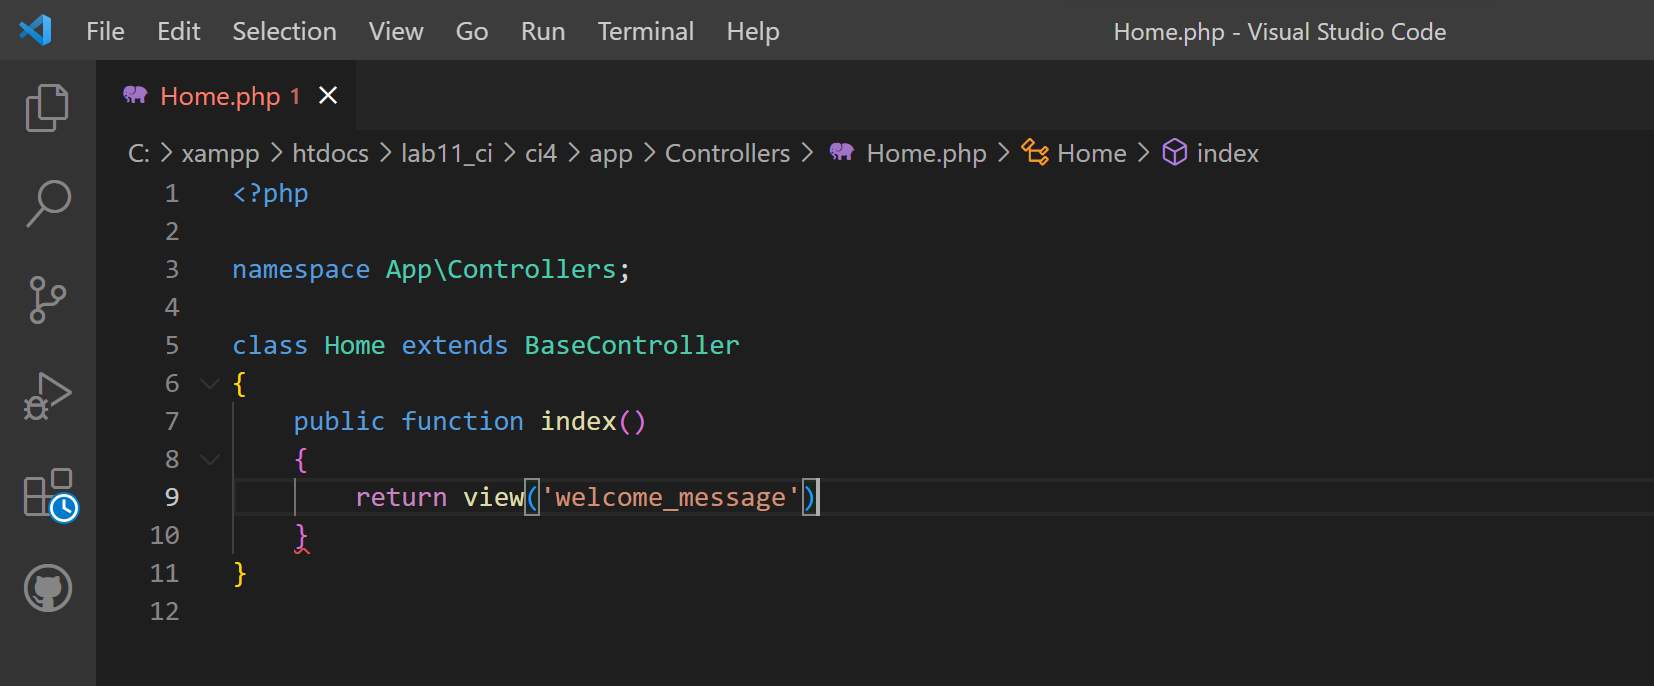 File Edit Selection View Go Run Terminal Help Home.php - Visual Studio Code
Home.php 1
C: > xampp > htdocs > lab11_ci > ci4 > app > Controllers > Home.php > Home > index
1 <?php
2
3 namespace App\Controllers;
4
5 class Home extends BaseController
6 {
7     public function index()
8     {
9         return view('welcome_message')
10     }
11 }
12